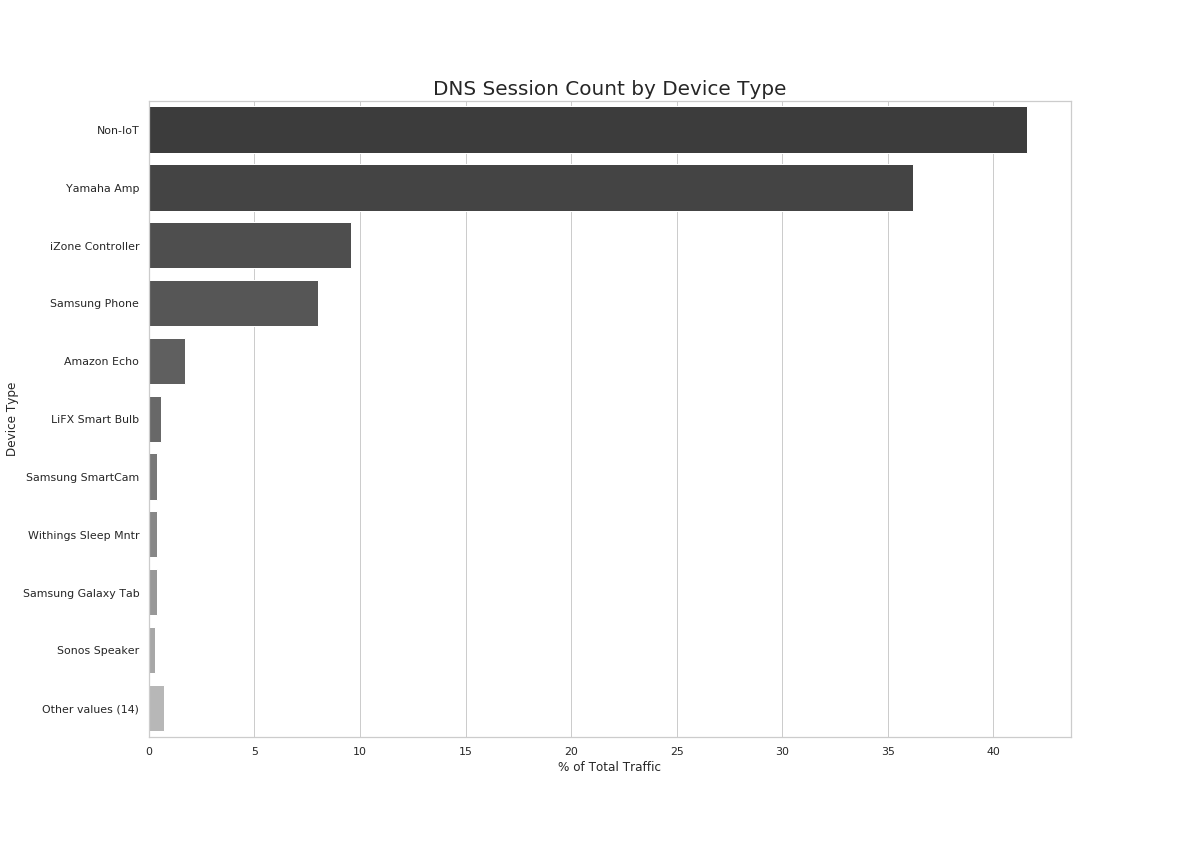 DNS Session Count by Device Type
Non-IoT
Yamaha Amp
iZone Controller
Samsung Phone
Amazon Echo
LiFX Smart Bulb
Samsung SmartCam
Withings Sleep Mntr
Samsung Galaxy Tab
Sonos Speaker
Other values (14)
Device Type
0 5 10 15 20 25 30 35 40
% of Total Traffic